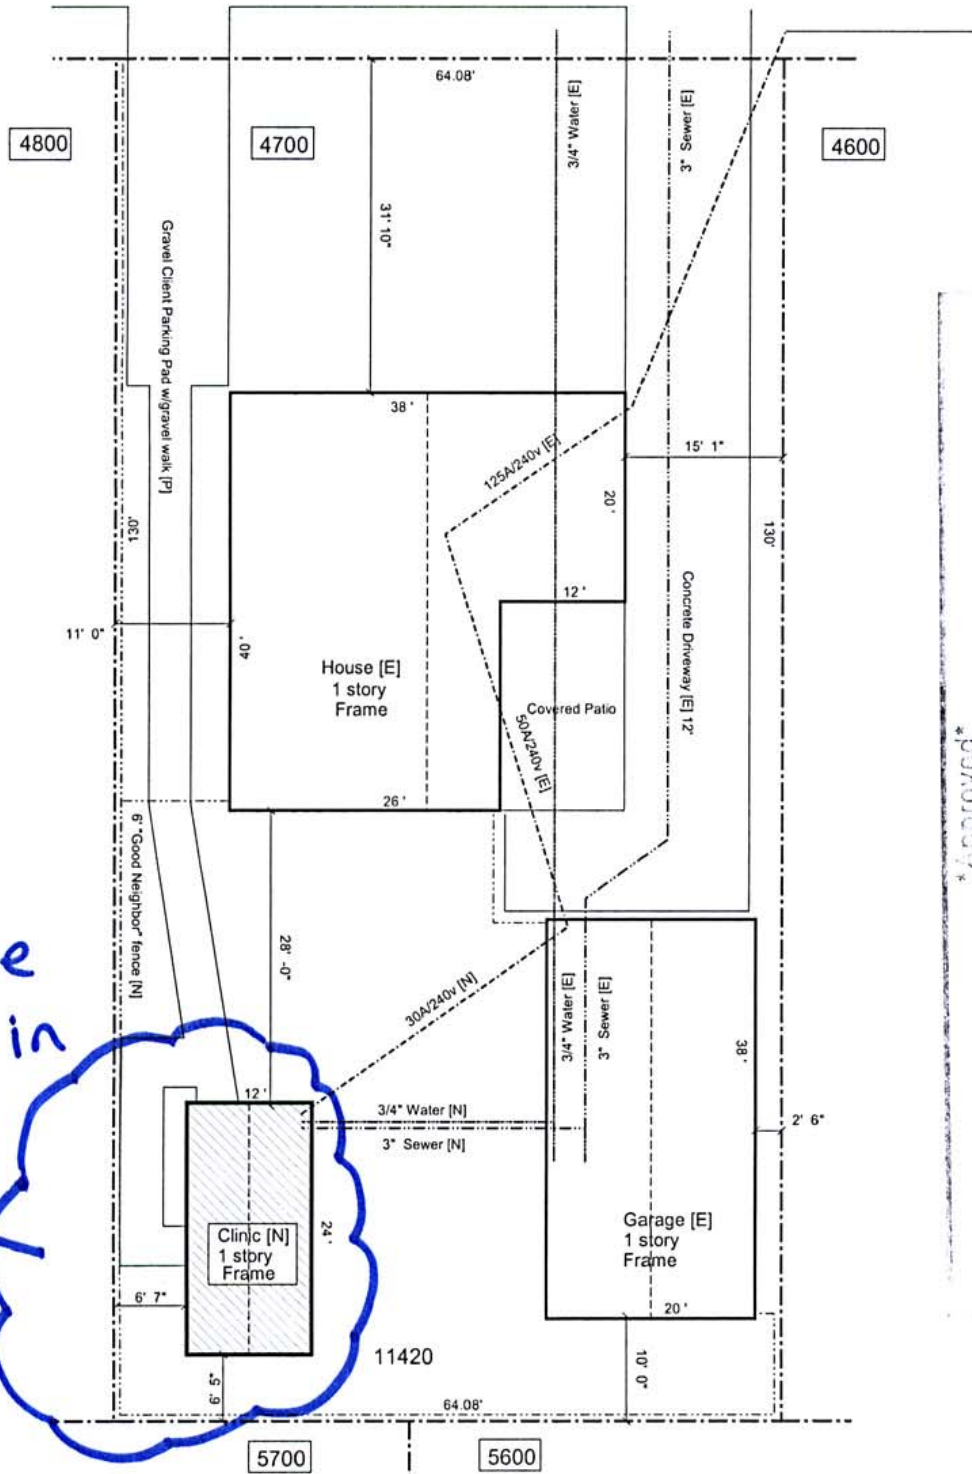 64.08'
4800
4700
4600
3/4" Water [E]
3" Sewer [E]
31' 10"
Gravel Client Parking Pad w/gravel walk [P]
38 '
125A/240v [E]
15' 1"
20 '
130'
130'
12 '
Concrete Driveway [E] 12'
11' 0"
40 '
House [E]
1 story
Frame
Covered Patio
50A/240v [E]
26 '
*Approved*
6' "Good Neighbor" fence [N]
28' -0"
e
in
30A/240v [N]
3/4" Water [E]
3" Sewer [E]
38 '
12 '
3/4" Water [N]
3" Sewer [N]
2' 6"
24 '
Clinic [N]
1 story
Frame
Garage [E]
1 story
Frame
6' 7"
20 '
11420
6' 5"
10' 0"
64.08'
5700
5600